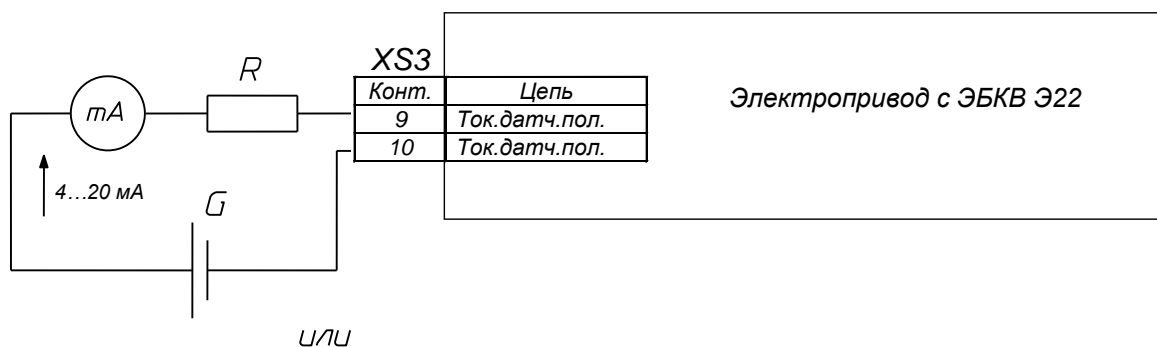 XS3
R
Конт. Цепь
mA
9 Ток.датч.пол.
10 Ток.датч.пол.
Электропривод с ЭБКВ Э22
4...20 мА
G
или